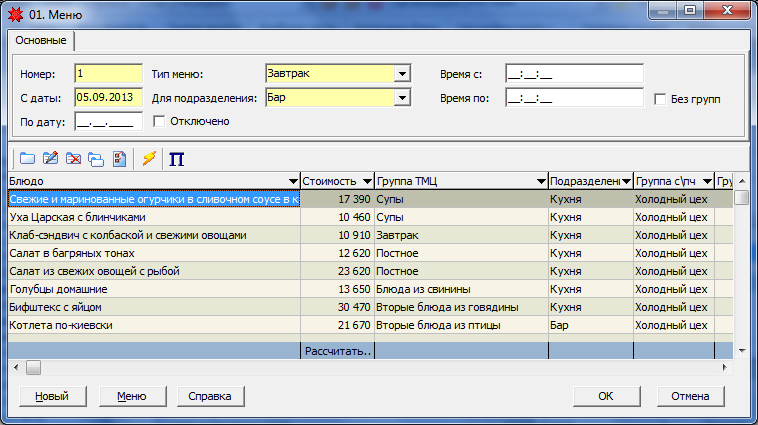 01. Меню
Основные
Номер: 1 Тип меню: Завтрак Время с: __:__:__
С даты: 05.09.2013 Для подразделения: Бар Время по: __:__:__ Без групп
По дату: __.__.____ Отключено
Блюдо Стоимость Группа ТМЦ Подразделени Группа с\пч Гру
Свежие и маринованные огурчики в сливочном соусе в к 17 390 Супы Кухня Холодный цех
Уха Царская с блинчиками 10 460 Супы Кухня Холодный цех
Клаб-сэндвич с колбаской и свежими овощами 10 910 Завтрак Кухня Холодный цех
Салат в багряных тонах 12 620 Постное Кухня Холодный цех
Салат из свежих овощей с рыбой 23 620 Постное Кухня Холодный цех
Голубцы домашние 13 650 Блюда из свинины Кухня Холодный цех
Бифштекс с яйцом 30 470 Вторые блюда из говядины Кухня Холодный цех
Котлета по-киевски 21 670 Вторые блюда из птицы Бар Холодный цех
Рассчитать..
Новый Меню Справка ОК Отмена